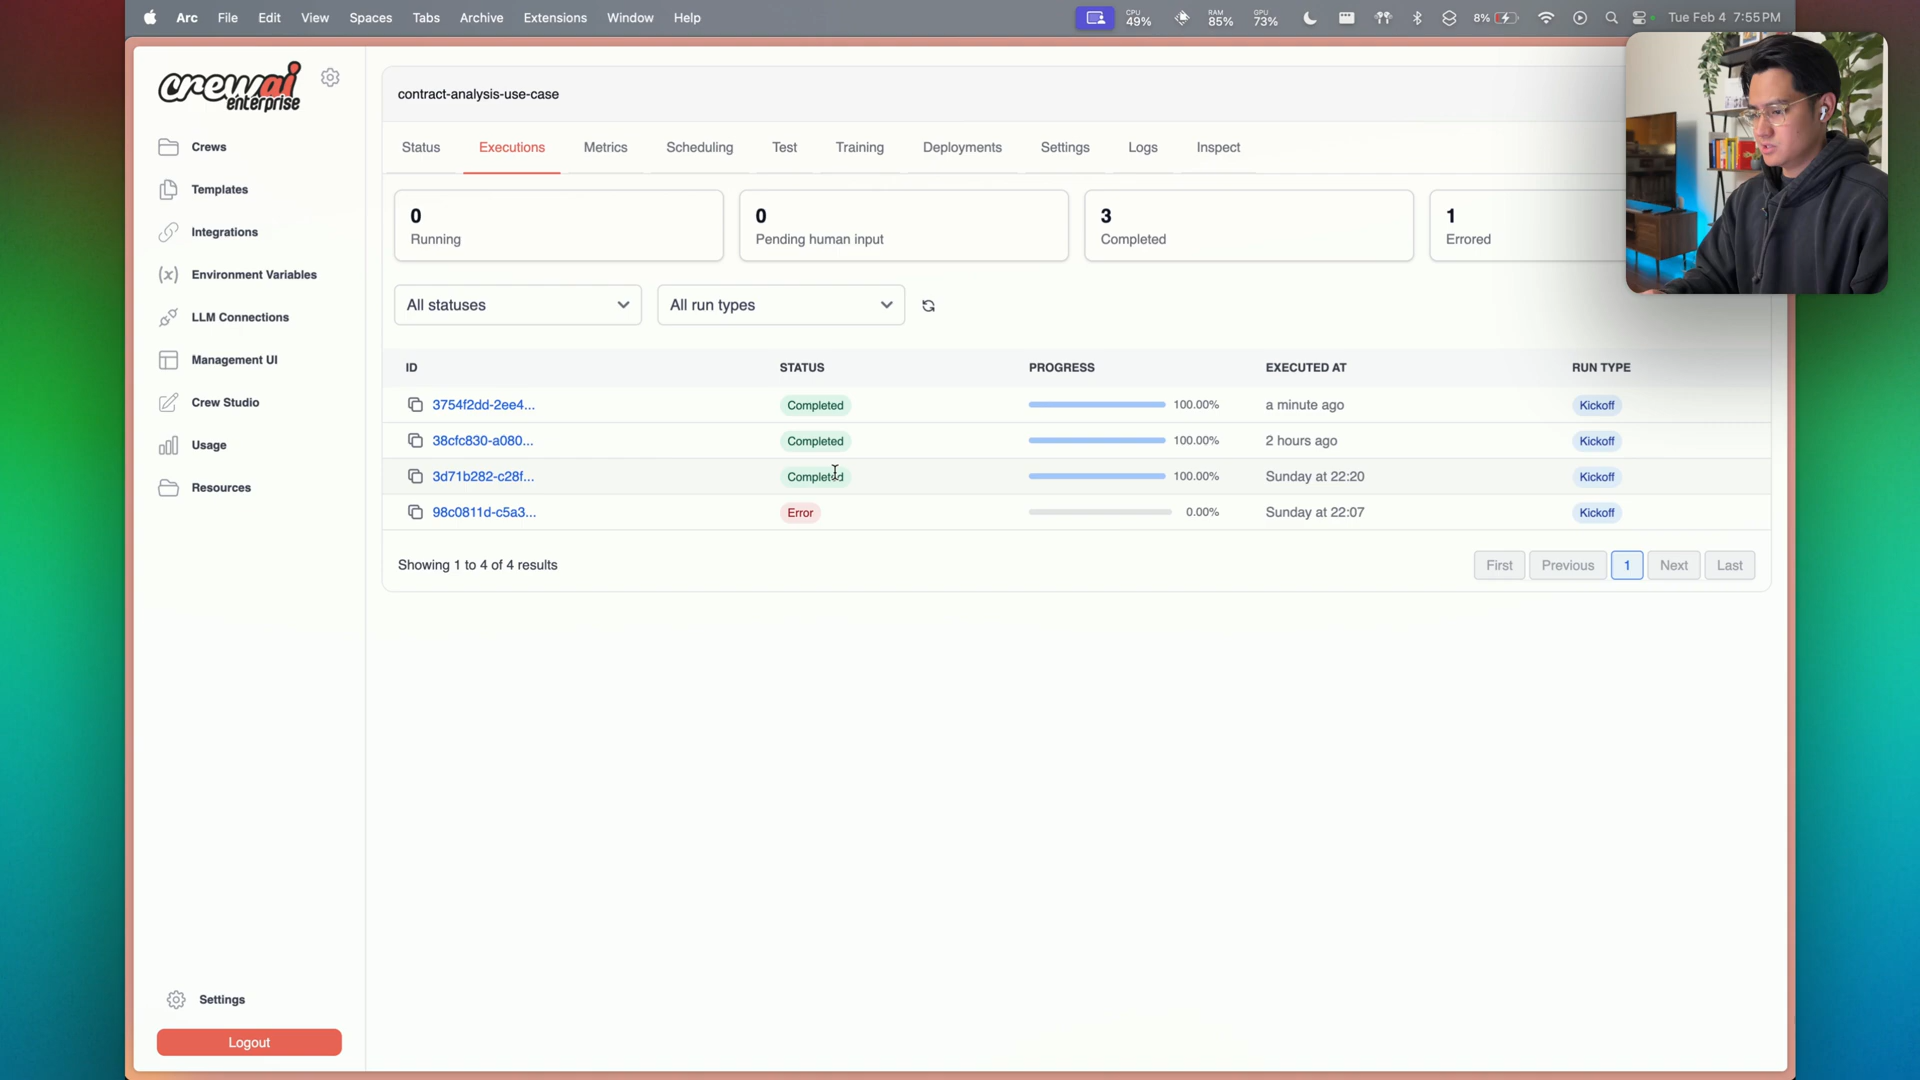 Arc File Edit View Spaces Tabs Archive Extensions Window Help CPU 49% RAM 85% GPU 73% 8% Tue Feb 4 7:55 PM
crewai
enterprise
Crews
Templates
Integrations
Environment Variables
LLM Connections
Management UI
Crew Studio
Usage
Resources
Settings
Logout
contract-analysis-use-case
Status Executions Metrics Scheduling Test Training Deployments Settings Logs Inspect
0 Running
0 Pending human input
3 Completed
1 Errored
All statuses All run types
ID STATUS PROGRESS EXECUTED AT RUN TYPE
3754f2dd-2ee4... Completed 100.00% a minute ago Kickoff
38cfc830-a080... Completed 100.00% 2 hours ago Kickoff
3d71b282-c28f... Completed 100.00% Sunday at 22:20 Kickoff
98c0811d-c5a3... Error 0.00% Sunday at 22:07 Kickoff
Showing 1 to 4 of 4 results First Previous 1 Next Last